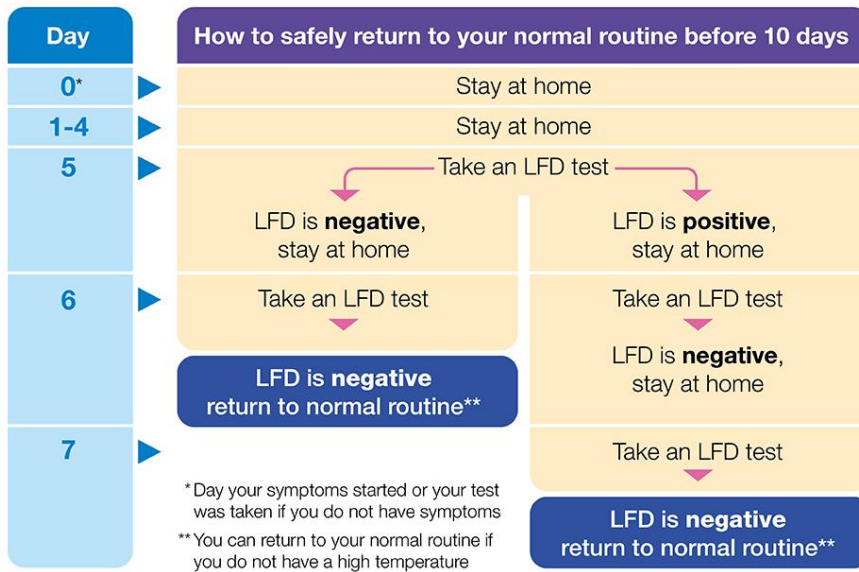 Day
How to safely return to your normal routine before 10 days
0*
Stay at home
1-4
Stay at home
5
Take an LFD test
LFD is negative,
stay at home
LFD is positive,
stay at home
6
Take an LFD test
LFD is negative
return to normal routine**
Take an LFD test
LFD is negative,
stay at home
7
Take an LFD test
LFD is negative
return to normal routine**
* Day your symptoms started or your test
was taken if you do not have symptoms
** You can return to your normal routine if
you do not have a high temperature